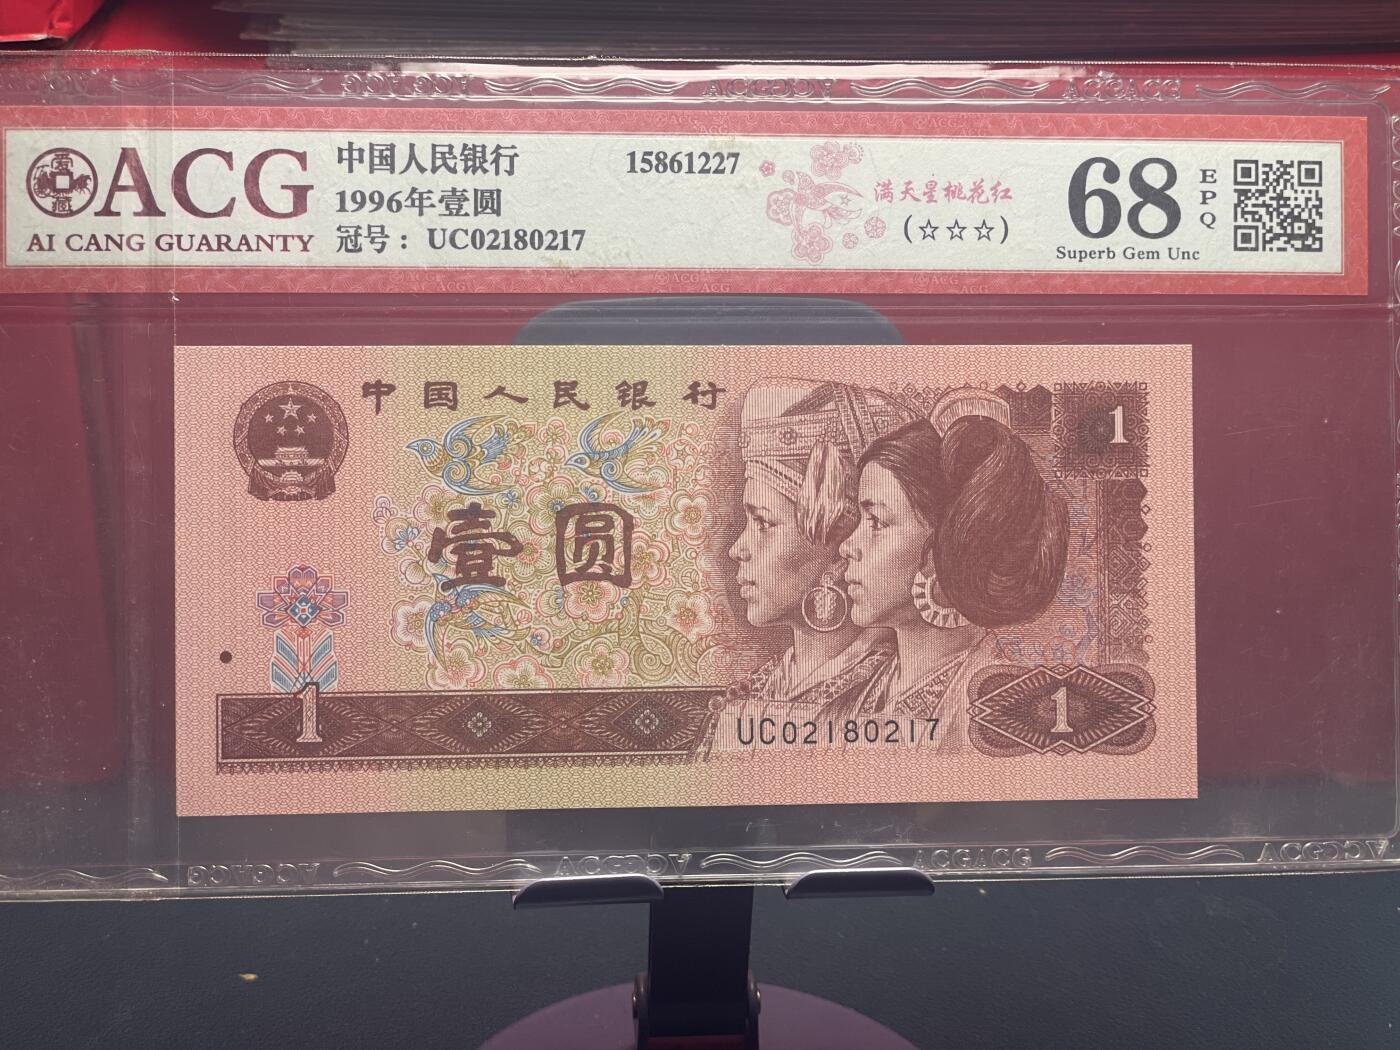 ACG
AI CANG GUARANTY
中国人民银行
1996年壹圆
冠号： UC02180217
15861227
满天星桃花红
(☆☆☆)
68
EPQ
Superb Gem Unc
中国人民银行
1
壹圆
1
UC02180217
1